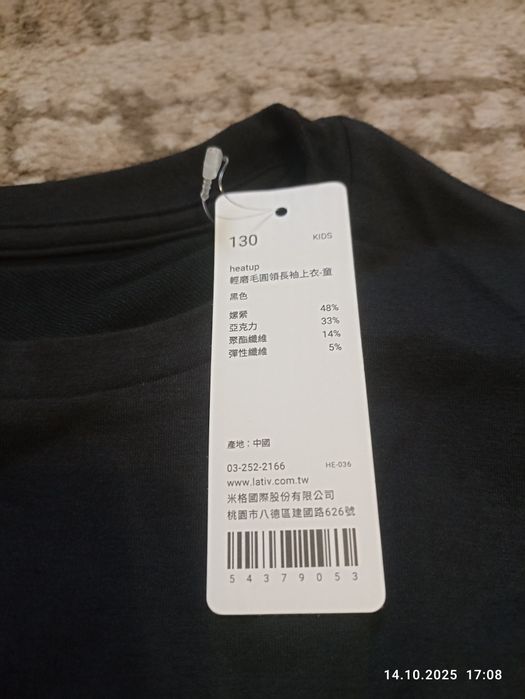 130 KIDS
heatup
輕磨毛圓領長袖上衣-童
黑色
嫘縈 48%
亞克力 33%
聚酯纖維 14%
彈性纖維 5%
產地：中國
03-252-2166 HE-036
www.lativ.com.tw
米格國際股份有限公司
桃園市八德區建國路626號
54379053
14.10.2025 17:08